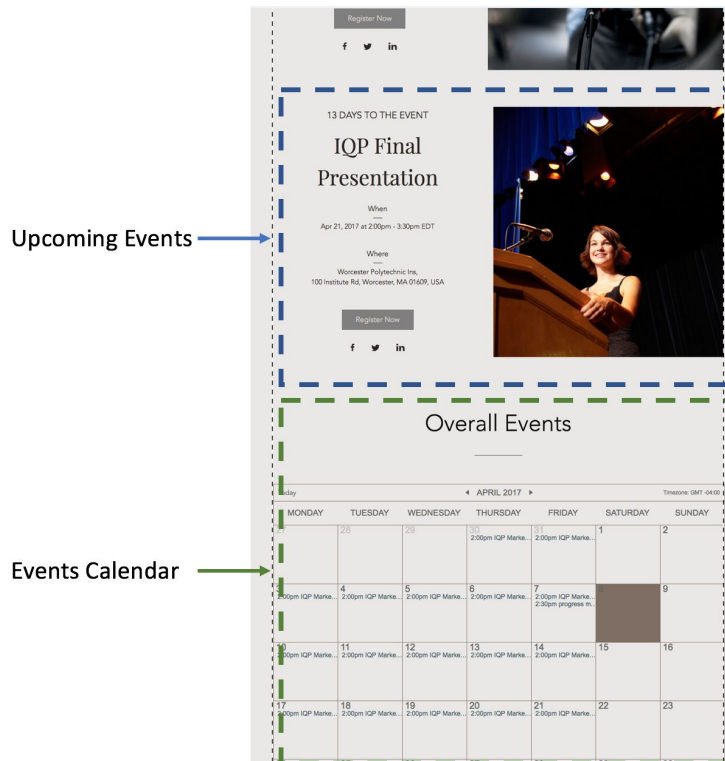 Register Now
13 DAYS TO THE EVENT
IQP Final
Presentation
When
Apr 21, 2017 at 2:00pm - 3:30pm EDT
Upcoming Events
Where
Worcester Polytechnic Ins,
100 Institute Rd, Worcester, MA 01609, USA
Register Now
Overall Events
APRIL 2017 Timezone: GMT -04:00
MONDAY TUESDAY WEDNESDAY THURSDAY FRIDAY SATURDAY SUNDAY
27 28 29 30 31 1 2
2:00pm IQP Marke... 2:00pm IQP Marke...
Events Calendar
3 4 5 6 7 8 9
2:00pm IQP Marke... 2:00pm IQP Marke... 2:00pm IQP Marke... 2:00pm IQP Marke... 2:00pm IQP Marke...
2:30pm progress m...
10 11 12 13 14 15 16
2:00pm IQP Marke... 2:00pm IQP Marke... 2:00pm IQP Marke... 2:00pm IQP Marke... 2:00pm IQP Marke...
17 18 19 20 21 22 23
2:00pm IQP Marke... 2:00pm IQP Marke... 2:00pm IQP Marke... 2:00pm IQP Marke... 2:00pm IQP Marke...